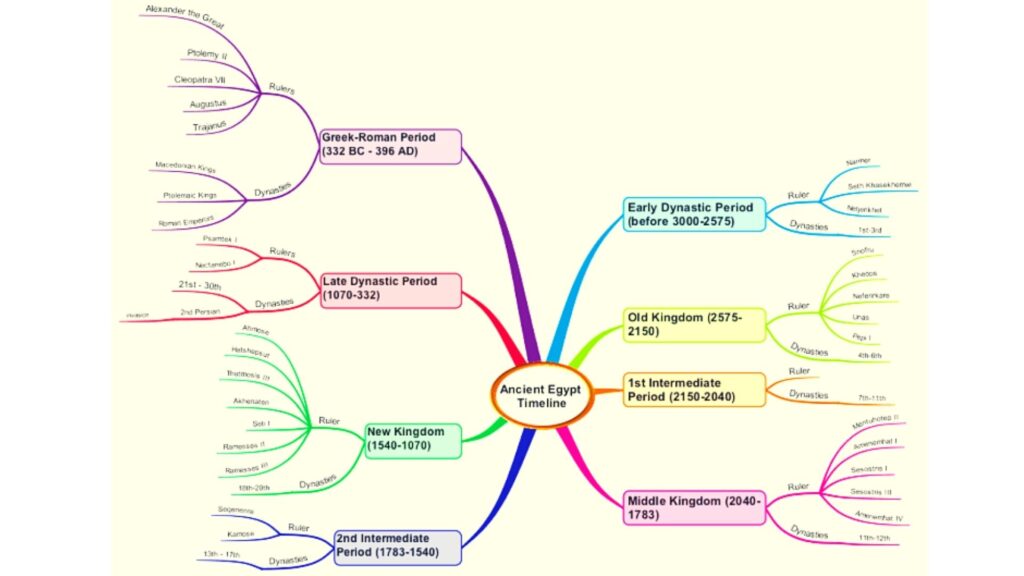 Ancient Egypt
Timeline
Early Dynastic Period
(before 3000-2575)
Ruler
Narmer
Seth Khasekhemwi
Netjerikhet
Dynasties
1st-3rd
Old Kingdom (2575-
2150)
Ruler
Snofru
Kheops
Neferirkare
Unas
Pepi I
Dynasties
4th-6th
1st Intermediate
Period (2150-2040)
Ruler
Dynasties
7th-11th
Middle Kingdom (2040-
1783)
Ruler
Mentuhotep II
Amenemhat I
Sesostris I
Sesostris III
Amenemhat IV
Dynasties
11th-12th
Greek-Roman Period
(332 BC - 396 AD)
Rulers
Alexander the Great
Ptolemy II
Cleopatra VII
Augustus
Trajanus
Dynasties
Macedonian Kings
Ptolemaic Kings
Roman Emperors
Late Dynastic Period
(1070-332)
Rulers
Psamtek I
Nectanebo I
Dynasties
21st - 30th
2nd Persian
New Kingdom
(1540-1070)
Ruler
Ahmose
Hatshepsut
Thutmosis III
Akhenaten
Seti I
Ramesses II
Ramesses III
Dynasties
18th-20th
2nd Intermediate
Period (1783-1540)
Ruler
Kamose
Dynasties
13th - 17th